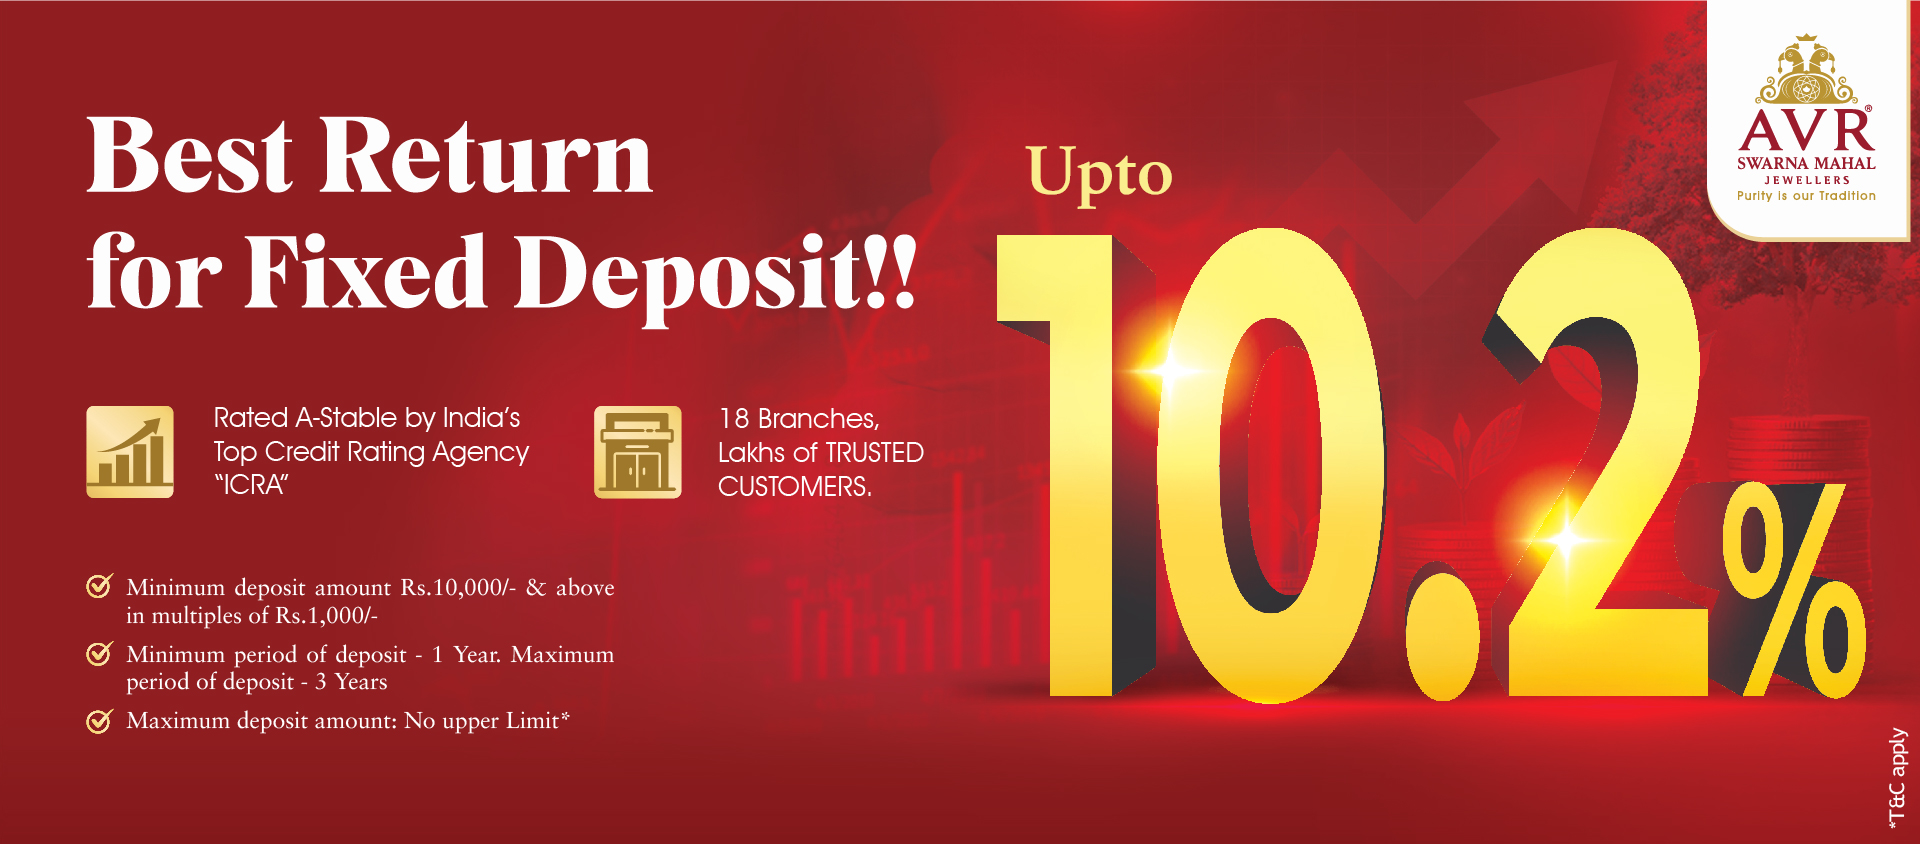 Best Return
for Fixed Deposit!!
Rated A-Stable by India's
Top Credit Rating Agency
“ICRA”
18 Branches,
Lakhs of TRUSTED
CUSTOMERS.
Minimum deposit amount Rs.10,000/- & above
in multiples of Rs.1,000/-
Minimum period of deposit - 1 Year. Maximum
period of deposit - 3 Years
Maximum deposit amount: No upper Limit*
Upto
10.2%
AVR®
SWARNA MAHAL
JEWELLERS
Purity is our Tradition
*T&C apply